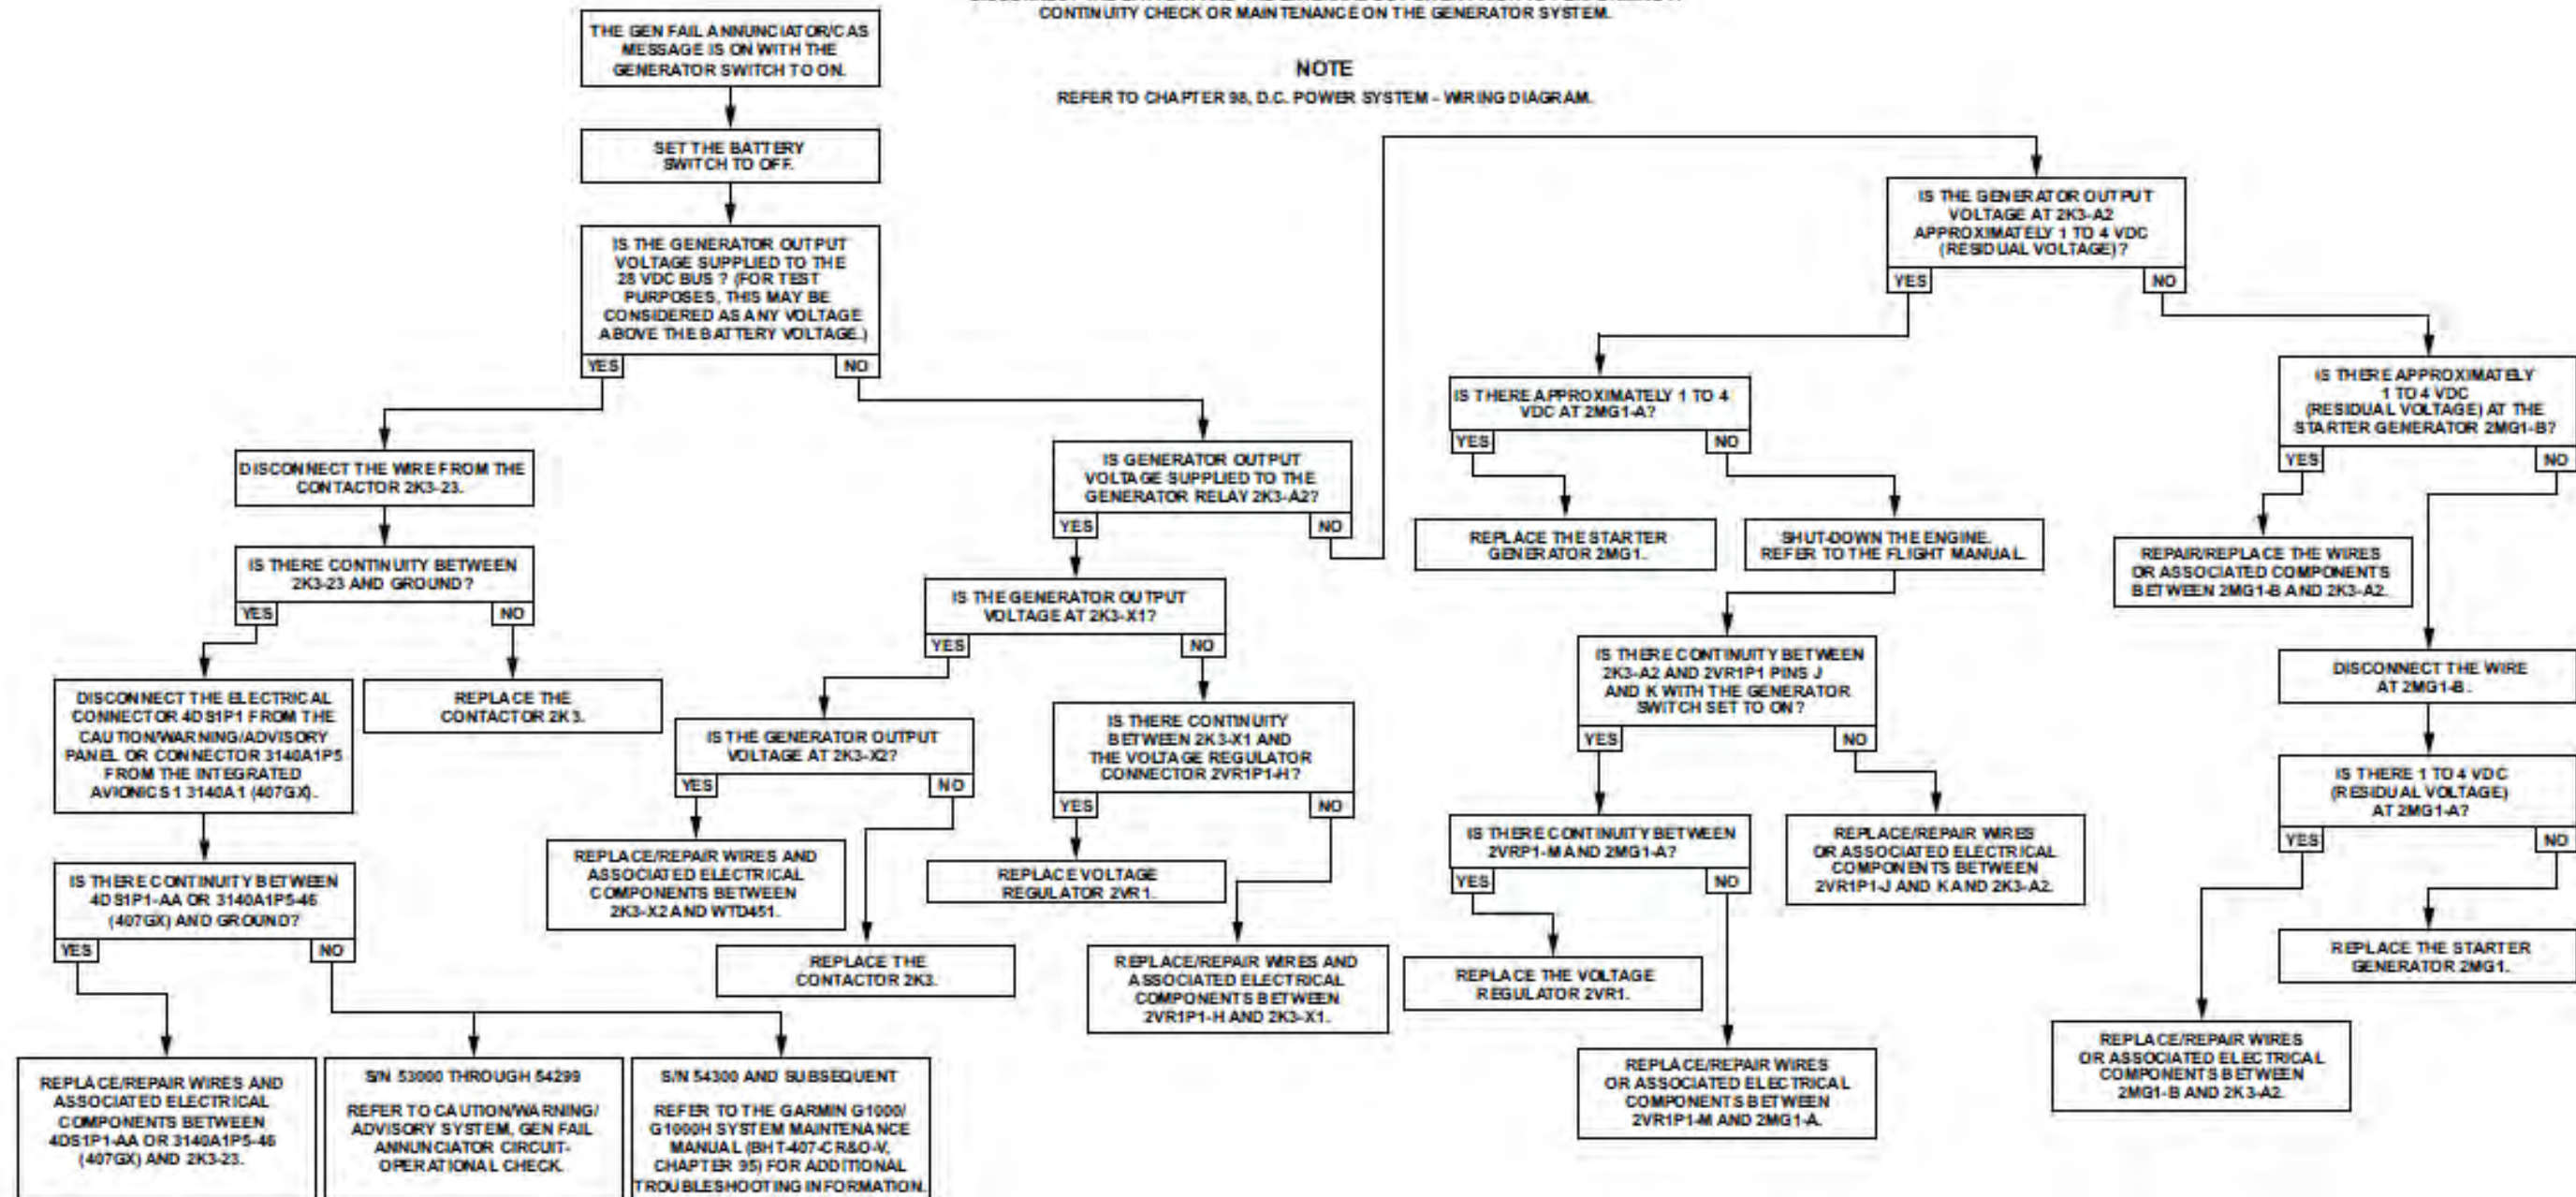 CONTINUITY CHECK OR MAINTENANCE ON THE GENERATOR SYSTEM.
NOTE
REFER TO CHAPTER 98, D.C. POWER SYSTEM - WIRING DIAGRAM.
THE GEN FAIL ANNUNCIATOR/CAS
MESSAGE IS ON WITH THE
GENERATOR SWITCH TO ON.
SET THE BATTERY
SWITCH TO OFF.
IS THE GENERATOR OUTPUT
VOLTAGE SUPPLIED TO THE
28 VDC BUS ? (FOR TEST
PURPOSES, THIS MAY BE
CONSIDERED AS ANY VOLTAGE
ABOVE THE BATTERY VOLTAGE.)
YES
NO
DISCONNECT THE WIRE FROM THE
CONTACTOR 2K3-23.
IS THERE CONTINUITY BETWEEN
2K3-23 AND GROUND?
YES
NO
DISCONNECT THE ELECTRICAL
CONNECTOR 4DS1P1 FROM THE
CAUTION/WARNING/ADVISORY
PANEL OR CONNECTOR 3140A1P5
FROM THE INTEGRATED
AVIONICS 1 3140A1 (407GX).
REPLACE THE
CONTACTOR 2K3.
IS THERE CONTINUITY BETWEEN
4DS1P1-AA OR 3140A1P5-46
(407GX) AND GROUND?
YES
NO
REPLACE/REPAIR WIRES AND
ASSOCIATED ELECTRICAL
COMPONENTS BETWEEN
4DS1P1-AA OR 3140A1P5-46
(407GX) AND 2K3-23.
S/N 53000 THROUGH 54299
REFER TO CAUTION/WARNING/
ADVISORY SYSTEM, GEN FAIL
ANNUNCIATOR CIRCUIT-
OPERATIONAL CHECK.
S/N 54300 AND SUBSEQUENT
REFER TO THE GARMIN G1000/
G1000H SYSTEM MAINTENANCE
MANUAL (BHT-407-CR&O-V,
CHAPTER 95) FOR ADDITIONAL
TROUBLESHOOTING INFORMATION.
IS GENERATOR OUTPUT
VOLTAGE SUPPLIED TO THE
GENERATOR RELAY 2K3-A2?
YES
NO
IS THE GENERATOR OUTPUT
VOLTAGE AT 2K3-X1?
YES
NO
IS THE GENERATOR OUTPUT
VOLTAGE AT 2K3-X2?
YES
NO
REPLACE/REPAIR WIRES AND
ASSOCIATED ELECTRICAL
COMPONENTS BETWEEN
2K3-X2 AND WTD451.
REPLACE THE
CONTACTOR 2K3.
IS THERE CONTINUITY
BETWEEN 2K3-X1 AND
THE VOLTAGE REGULATOR
CONNECTOR 2VR1P1-H?
YES
NO
REPLACE VOLTAGE
REGULATOR 2VR1.
REPLACE/REPAIR WIRES AND
ASSOCIATED ELECTRICAL
COMPONENTS BETWEEN
2VR1P1-H AND 2K3-X1.
IS THE GENERATOR OUTPUT
VOLTAGE AT 2K3-A2
APPROXIMATELY 1 TO 4 VDC
(RESIDUAL VOLTAGE)?
YES
NO
IS THERE APPROXIMATELY 1 TO 4
VDC AT 2MG1-A?
YES
NO
REPLACE THE STARTER
GENERATOR 2MG1.
SHUT-DOWN THE ENGINE.
REFER TO THE FLIGHT MANUAL.
IS THERE CONTINUITY BETWEEN
2K3-A2 AND 2VR1P1 PINS J
AND K WITH THE GENERATOR
SWITCH SET TO ON?
YES
NO
IS THERE CONTINUITY BETWEEN
2VRP1-M AND 2MG1-A?
YES
NO
REPLACE/REPAIR WIRES
OR ASSOCIATED ELECTRICAL
COMPONENTS BETWEEN
2VR1P1-J AND K AND 2K3-A2.
REPLACE THE VOLTAGE
REGULATOR 2VR1.
REPLACE/REPAIR WIRES
OR ASSOCIATED ELECTRICAL
COMPONENTS BETWEEN
2VR1P1-M AND 2MG1-A.
IS THERE APPROXIMATELY
1 TO 4 VDC
(RESIDUAL VOLTAGE) AT THE
STARTER GENERATOR 2MG1-B?
YES
NO
REPAIR/REPLACE THE WIRES
OR ASSOCIATED COMPONENTS
BETWEEN 2MG1-B AND 2K3-A2.
DISCONNECT THE WIRE
AT 2MG1-B.
IS THERE 1 TO 4 VDC
(RESIDUAL VOLTAGE)
AT 2MG1-A?
YES
NO
REPLACE THE STARTER
GENERATOR 2MG1.
REPLACE/REPAIR WIRES
OR ASSOCIATED ELECTRICAL
COMPONENTS BETWEEN
2MG1-B AND 2K3-A2.